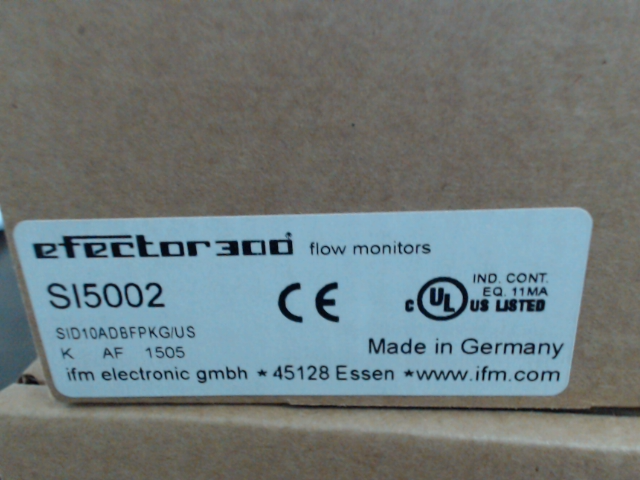 efector300 flow monitors
SI5002
CE
IND. CONT.
EQ. 11MA
C UL US LISTED
SID10ADBFPKG/US
K AF 1505
Made in Germany
ifm electronic gmbh ★ 45128 Essen ★ www.ifm.com